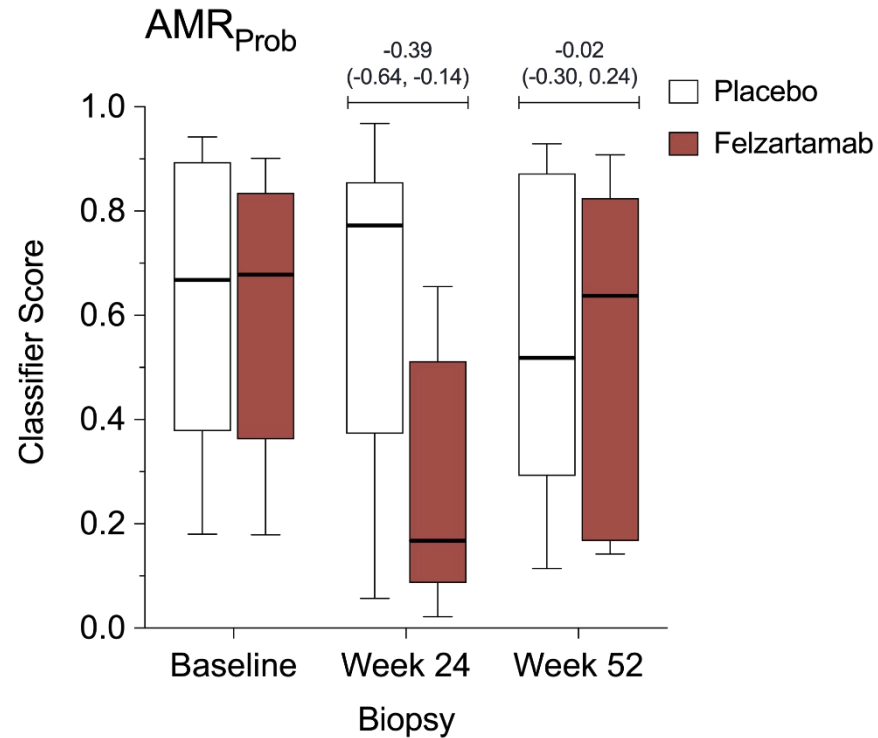 AMRProb
-0.39
(-0.64, -0.14)
-0.02
(-0.30, 0.24)
Placebo
Felzartamab
1.0
0.8
0.6
0.4
0.2
0.0
Classifier Score
Baseline
Week 24
Week 52
Biopsy